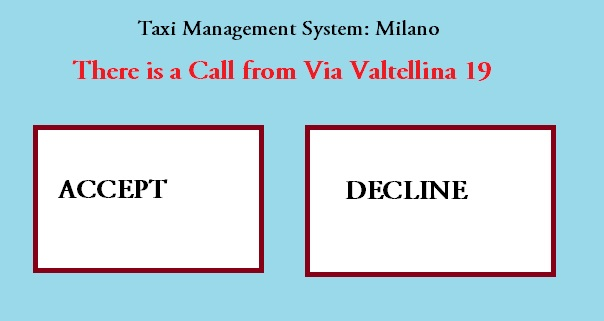 Taxi Management System: Milano
There is a Call from Via Valtellina 19
ACCEPT
DECLINE